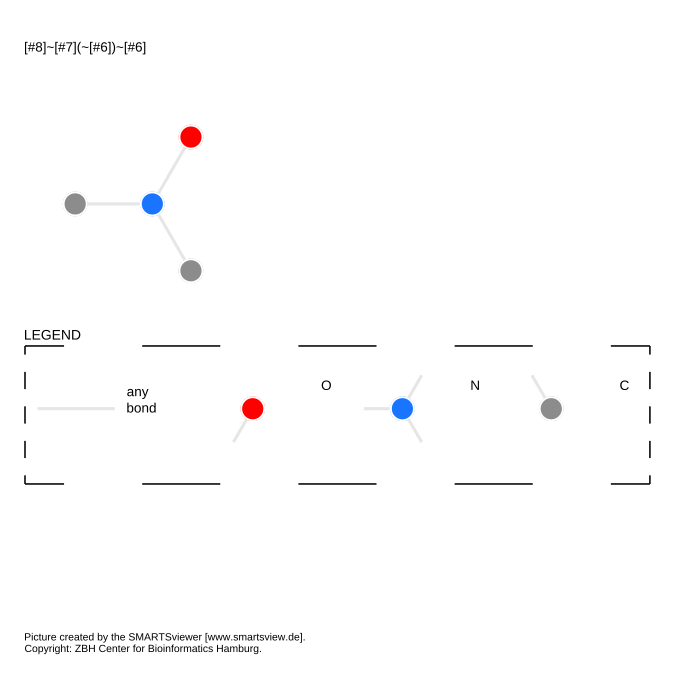 [#8]~[#7](~[#6])~[#6]
LEGEND
any
bond
O
N
C
Picture created by the SMARTSviewer [www.smartsview.de].
Copyright: ZBH Center for Bioinformatics Hamburg.